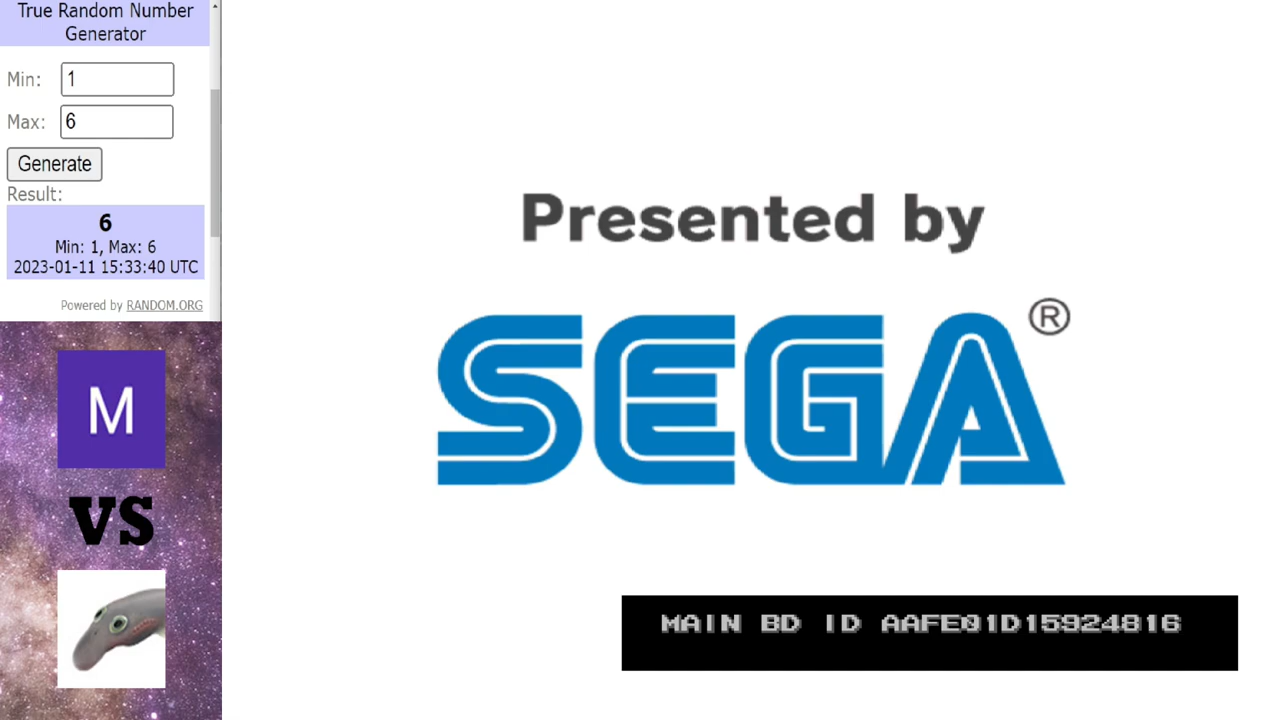 True Random Number
Generator
Min: 1
Max: 6
Generate
Result:
6
Min: 1, Max: 6
2023-01-11 15:33:40 UTC
Powered by RANDOM.ORG
M
VS
Presented by
SEGA®
MAIN BD ID AAFE01D15924816